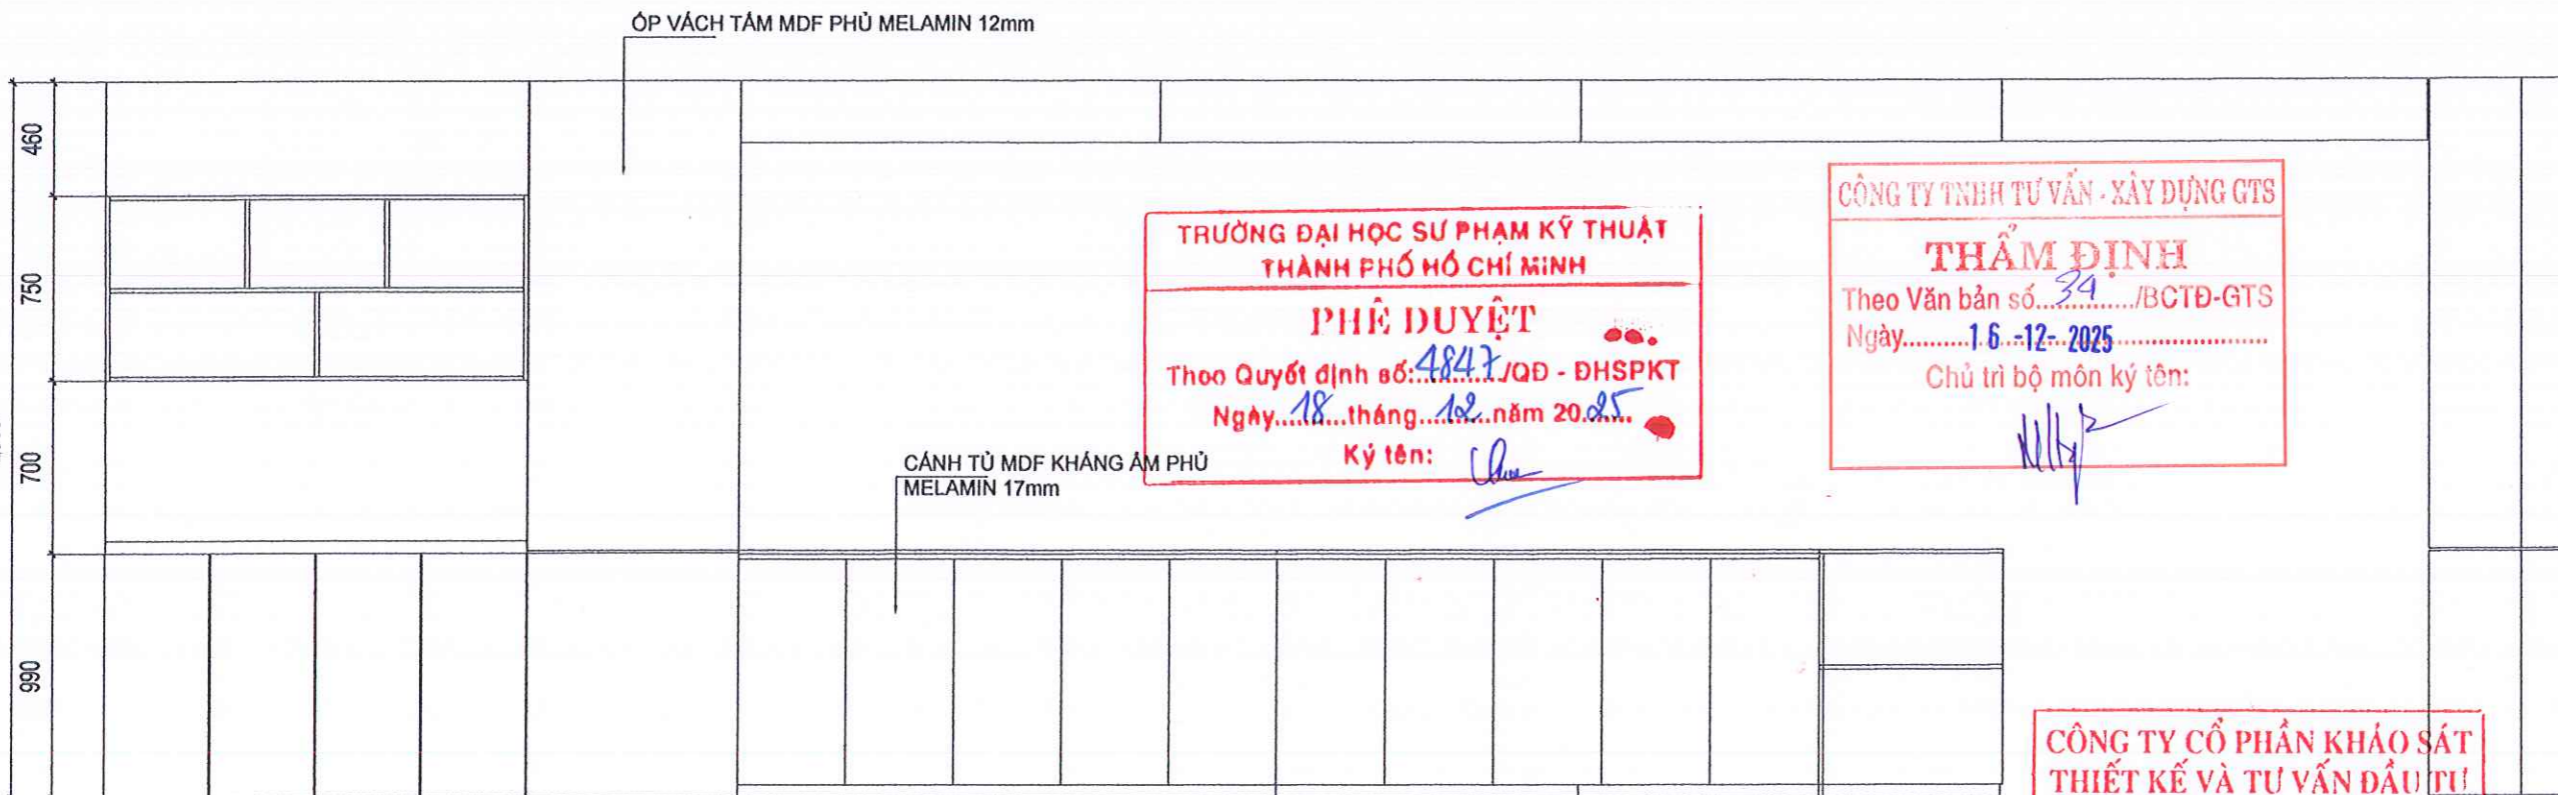 ỐP VÁCH TẤM MDF PHỦ MELAMIN 12mm
460
750
700
990
CÁNH TỦ MDF KHÁNG ẨM PHỦ
MELAMIN 17mm
TRƯỜNG ĐẠI HỌC SƯ PHẠM KỸ THUẬT
THÀNH PHỐ HỒ CHÍ MINH
PHÊ DUYỆT
Theo Quyết định số:4847/QĐ - ĐHSPKT
Ngày...18...tháng...12...năm 20.25...
Ký tên:
CÔNG TY TNHH TƯ VẤN - XÂY DỰNG GTS
THẨM ĐỊNH
Theo Văn bản số...34..../BCTĐ-GTS
Ngày..........16 -12- 2025......................
Chủ trì bộ môn ký tên:
CÔNG TY CỔ PHẦN KHẢO SÁT
THIẾT KẾ VÀ TƯ VẤN ĐẦU TƯ